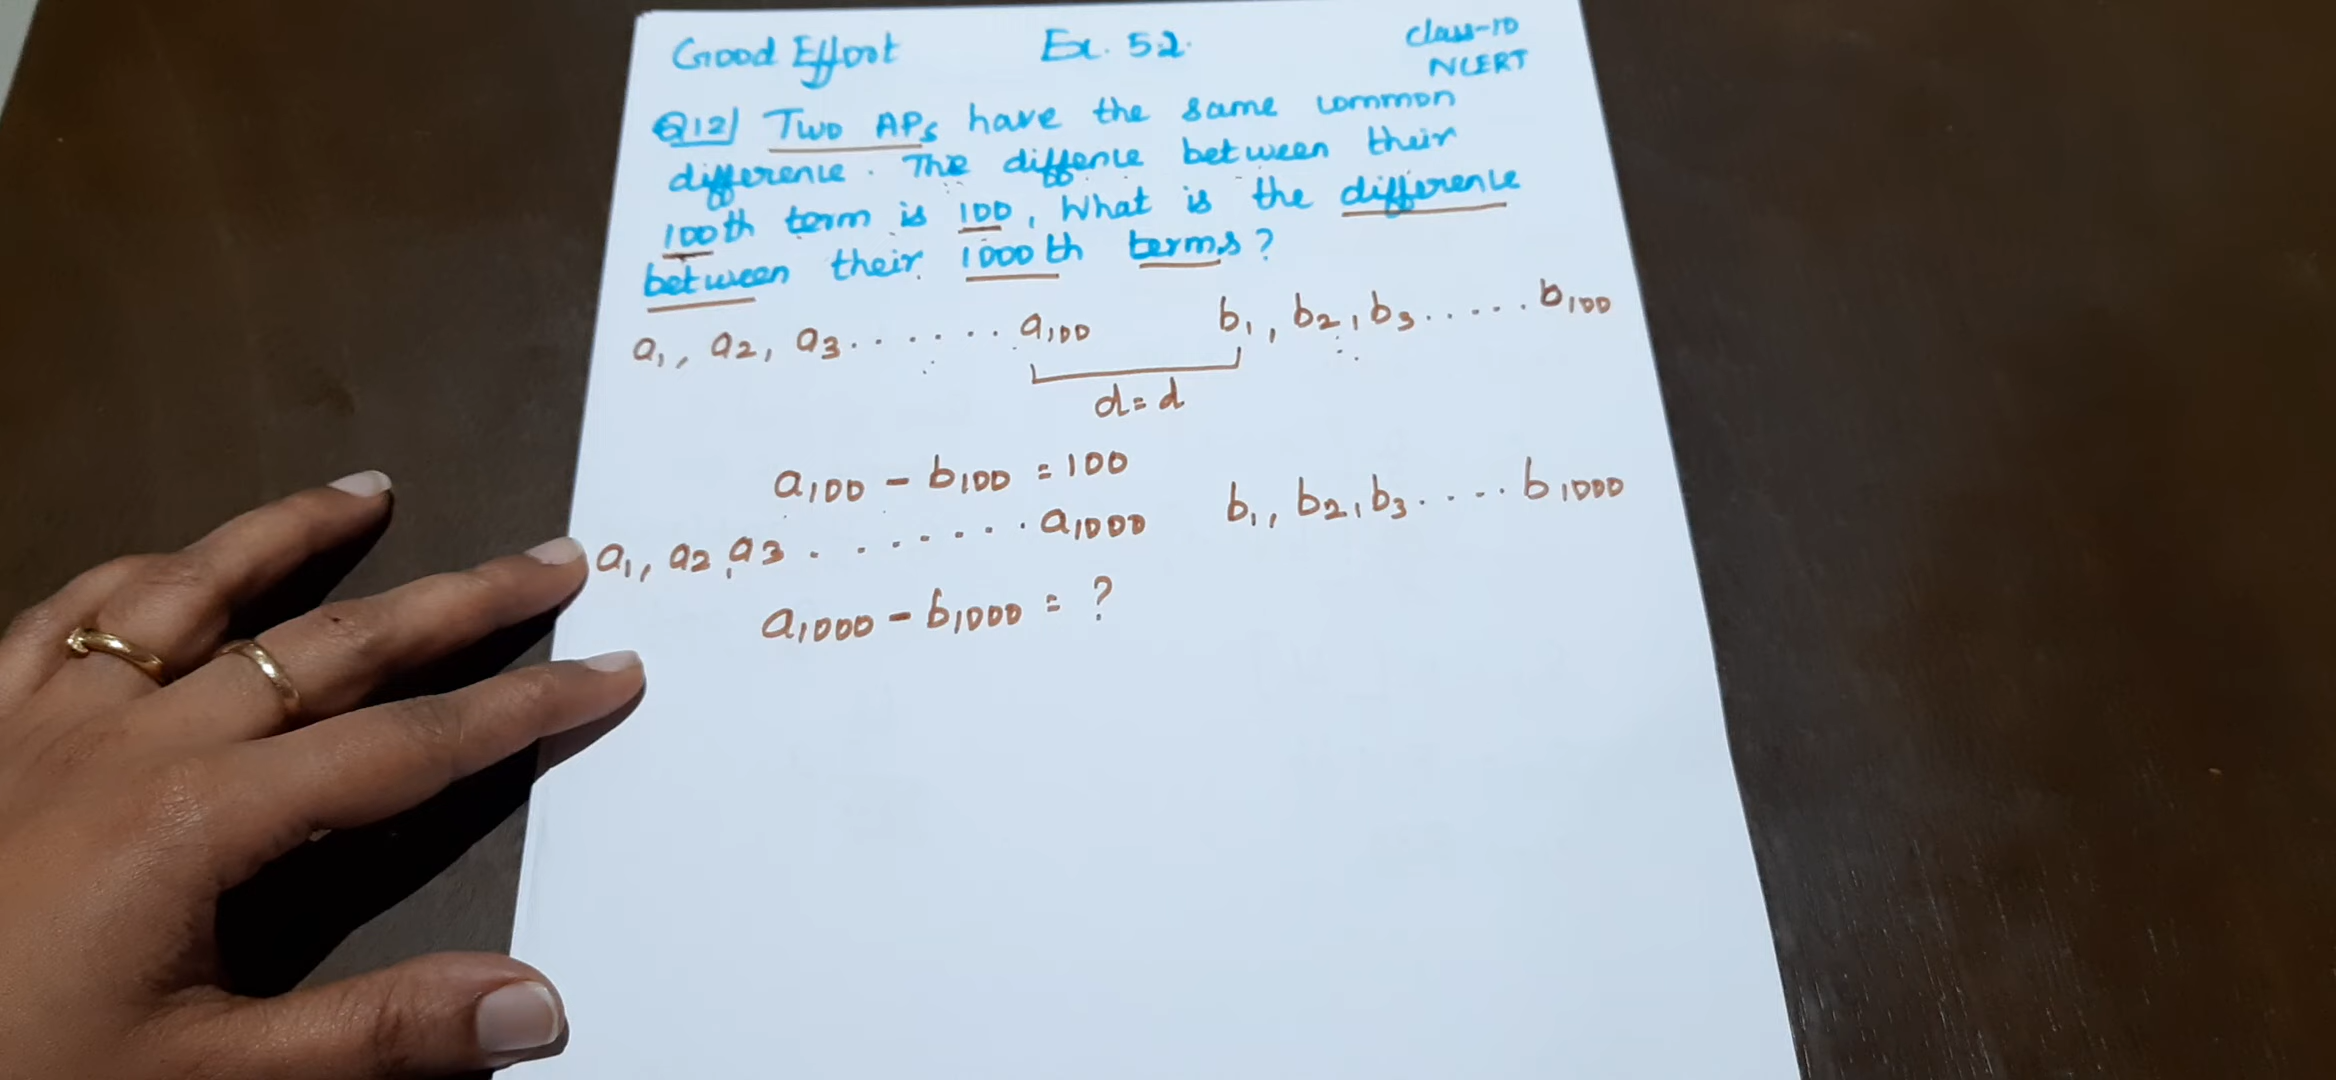 Good Effort Ex. 5.2. Class-10
NCERT
Q12] Two APs have the same common
difference. The diffence between their
100th term is 100, What is the difference
between their 1000th terms?
a₁, a₂, a₃ . . . . . . . a₁₀₀ b₁, b₂, b₃ . . . . . b₁₀₀
d = d
a₁₀₀ - b₁₀₀ = 100
a₁, a₂, a₃ . . . . . . . . a₁₀₀₀ b₁, b₂, b₃ . . . . . b₁₀₀₀
a₁₀₀₀ - b₁₀₀₀ = ?